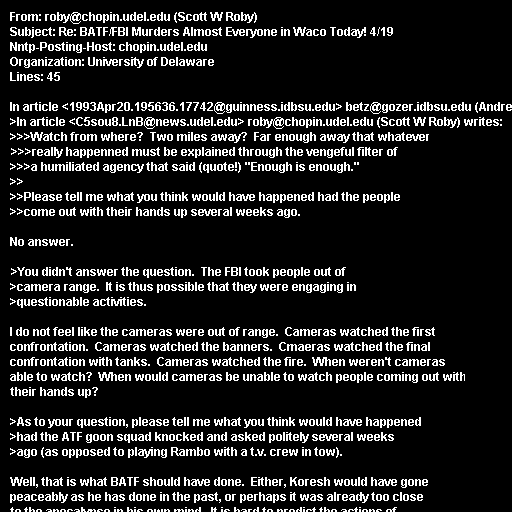 From: roby@chopin.udel.edu (Scott W Roby)
Subject: Re: BATF/FBI Murders Almost Everyone in Waco Today! 4/19
Nntp-Posting-Host: chopin.udel.edu
Organization: University of Delaware
Lines: 45

In article <1993Apr20.195636.17742@guinness.idbsu.edu> betz@gozer.idbsu.edu (Andre
>In article <C5sou8.LnB@news.udel.edu> roby@chopin.udel.edu (Scott W Roby) writes:
>>>Watch from where?  Two miles away?  Far enough away that whatever
>>>really happenned must be explained through the vengeful filter of
>>>a humiliated agency that said (quote!) "Enough is enough."
>>
>>Please tell me what you think would have happened had the people
>>come out with their hands up several weeks ago.

No answer.

>You didn't answer the question.  The FBI took people out of
>camera range.  It is thus possible that they were engaging in
>questionable activities.

I do not feel like the cameras were out of range.  Cameras watched the first
confrontation.  Cameras watched the banners.  Cmaeras watched the final
confrontation with tanks.  Cameras watched the fire.  When weren't cameras
able to watch?  When would cameras be unable to watch people coming out with
their hands up?

>As to your question, please tell me what you think would have happened
>had the ATF goon squad knocked and asked politely several weeks
>ago (as opposed to playing Rambo with a t.v. crew in tow).

Well, that is what BATF should have done.  Either, Koresh would have gone
peaceably as he has done in the past, or perhaps it was already too close
to the apocalypse in his own mind.  It is hard to predict the actions of